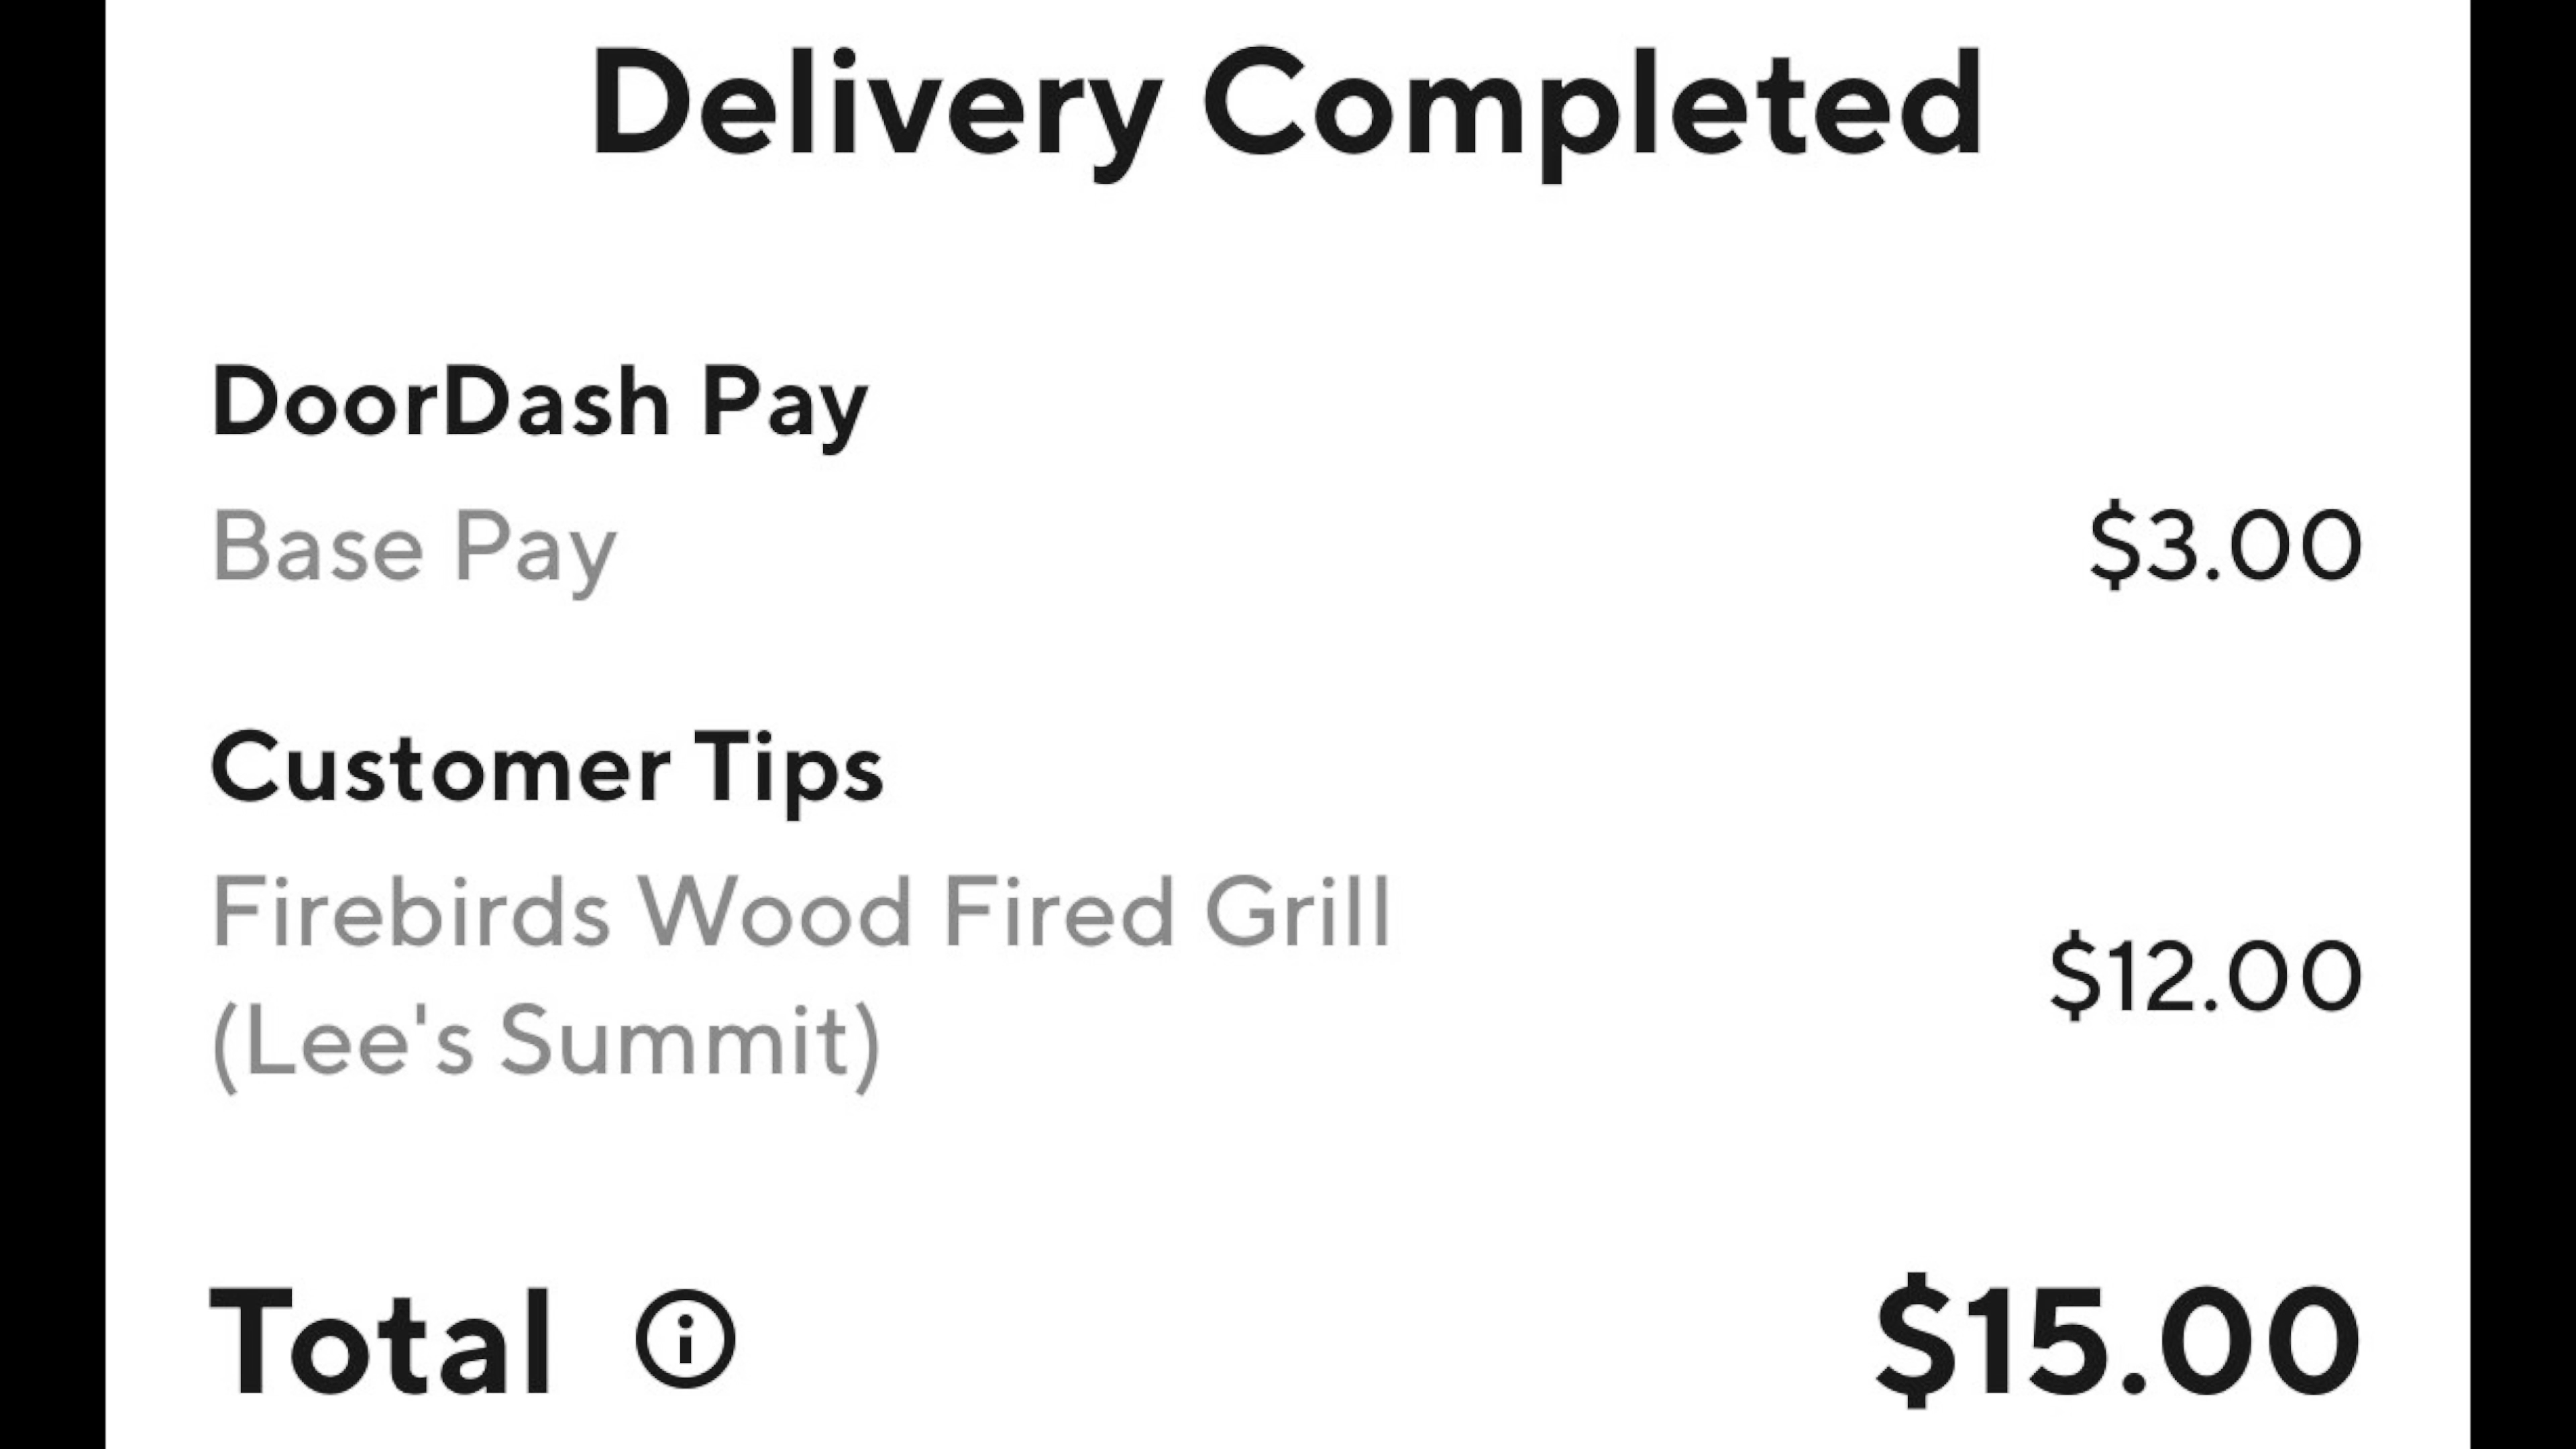 Delivery Completed
DoorDash Pay
Base Pay $3.00
Customer Tips
Firebirds Wood Fired Grill
(Lee's Summit) $12.00
Total $15.00